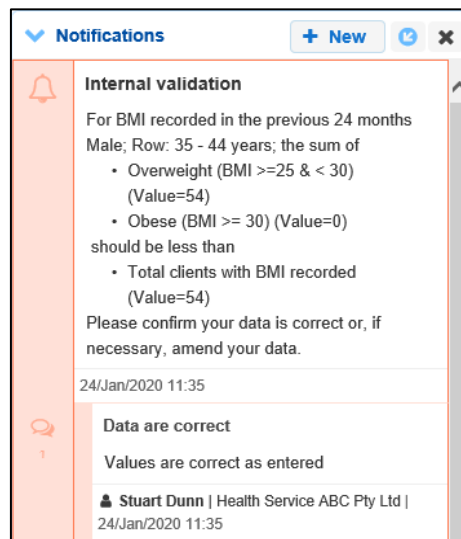 Notifications
+ New
Internal validation
For BMI recorded in the previous 24 months
Male; Row: 35 - 44 years; the sum of
• Overweight (BMI >=25 & < 30)
(Value=54)
• Obese (BMI >= 30) (Value=0)
should be less than
• Total clients with BMI recorded
(Value=54)
Please confirm your data is correct or, if
necessary, amend your data.
24/Jan/2020 11:35
1
Data are correct
Values are correct as entered
Stuart Dunn | Health Service ABC Pty Ltd |
24/Jan/2020 11:35